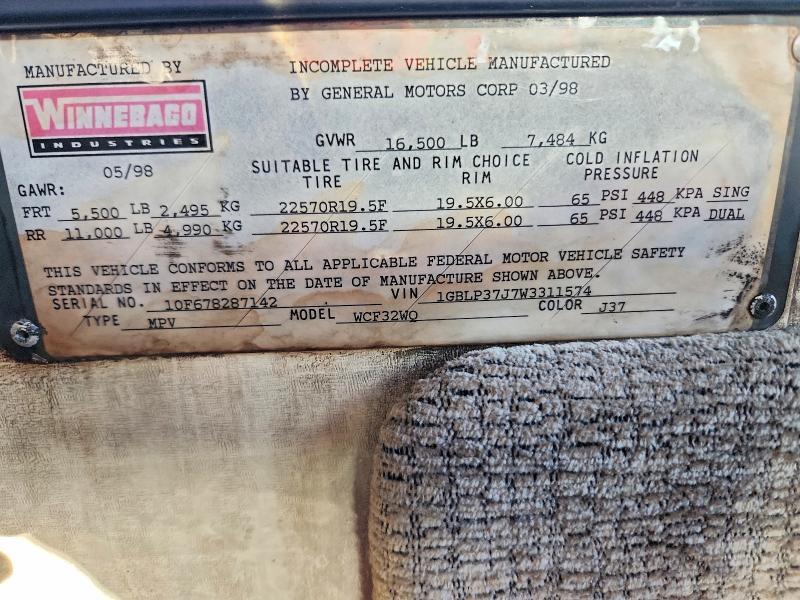 MANUFACTURED BY
INCOMPLETE VEHICLE MANUFACTURED
BY GENERAL MOTORS CORP 03/98
WINNEBAGO
INDUSTRIES
05/98
GVWR 16,500 LB 7,484 KG
SUITABLE TIRE AND RIM CHOICE COLD INFLATION
GAWR: TIRE RIM PRESSURE
FRT 5,500 LB 2,495 KG 22570R19.5F 19.5X6.00 65 PSI 448 KPA SING
RR 11,000 LB 4,990 KG 22570R19.5F 19.5X6.00 65 PSI 448 KPA DUAL
THIS VEHICLE CONFORMS TO ALL APPLICABLE FEDERAL MOTOR VEHICLE SAFETY
STANDARDS IN EFFECT ON THE DATE OF MANUFACTURE SHOWN ABOVE.
SERIAL NO. 10F678287142 VIN 1GBLP37J7W3311574
TYPE MPV MODEL WCF32WQ COLOR J37